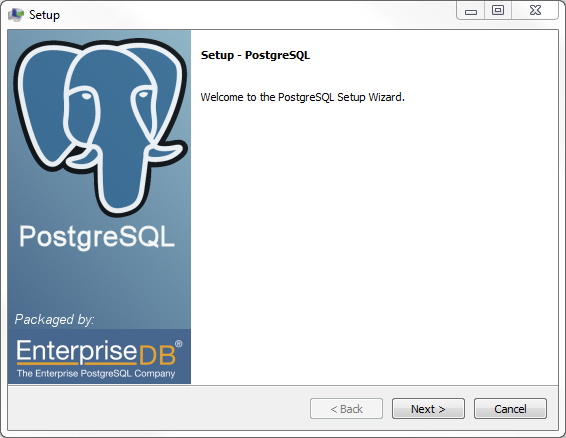 Setup
Setup - PostgreSQL
Welcome to the PostgreSQL Setup Wizard.
PostgreSQL
Packaged by:
EnterpriseDB®
The Enterprise PostgreSQL Company
< Back
Next >
Cancel